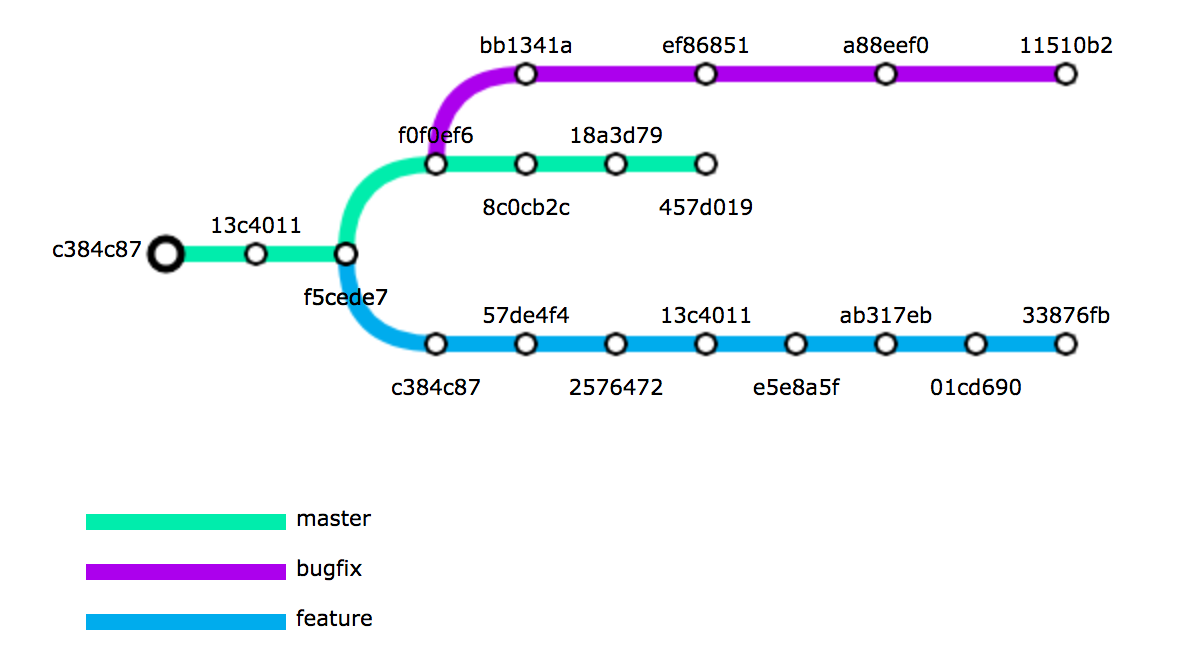 bb1341a ef86851 a88eef0 11510b2
f0f0ef6 18a3d79
8c0cb2c 457d019
13c4011
c384c87
f5cede7
57de4f4 13c4011 ab317eb 33876fb
c384c87 2576472 e5e8a5f 01cd690
master
bugfix
feature